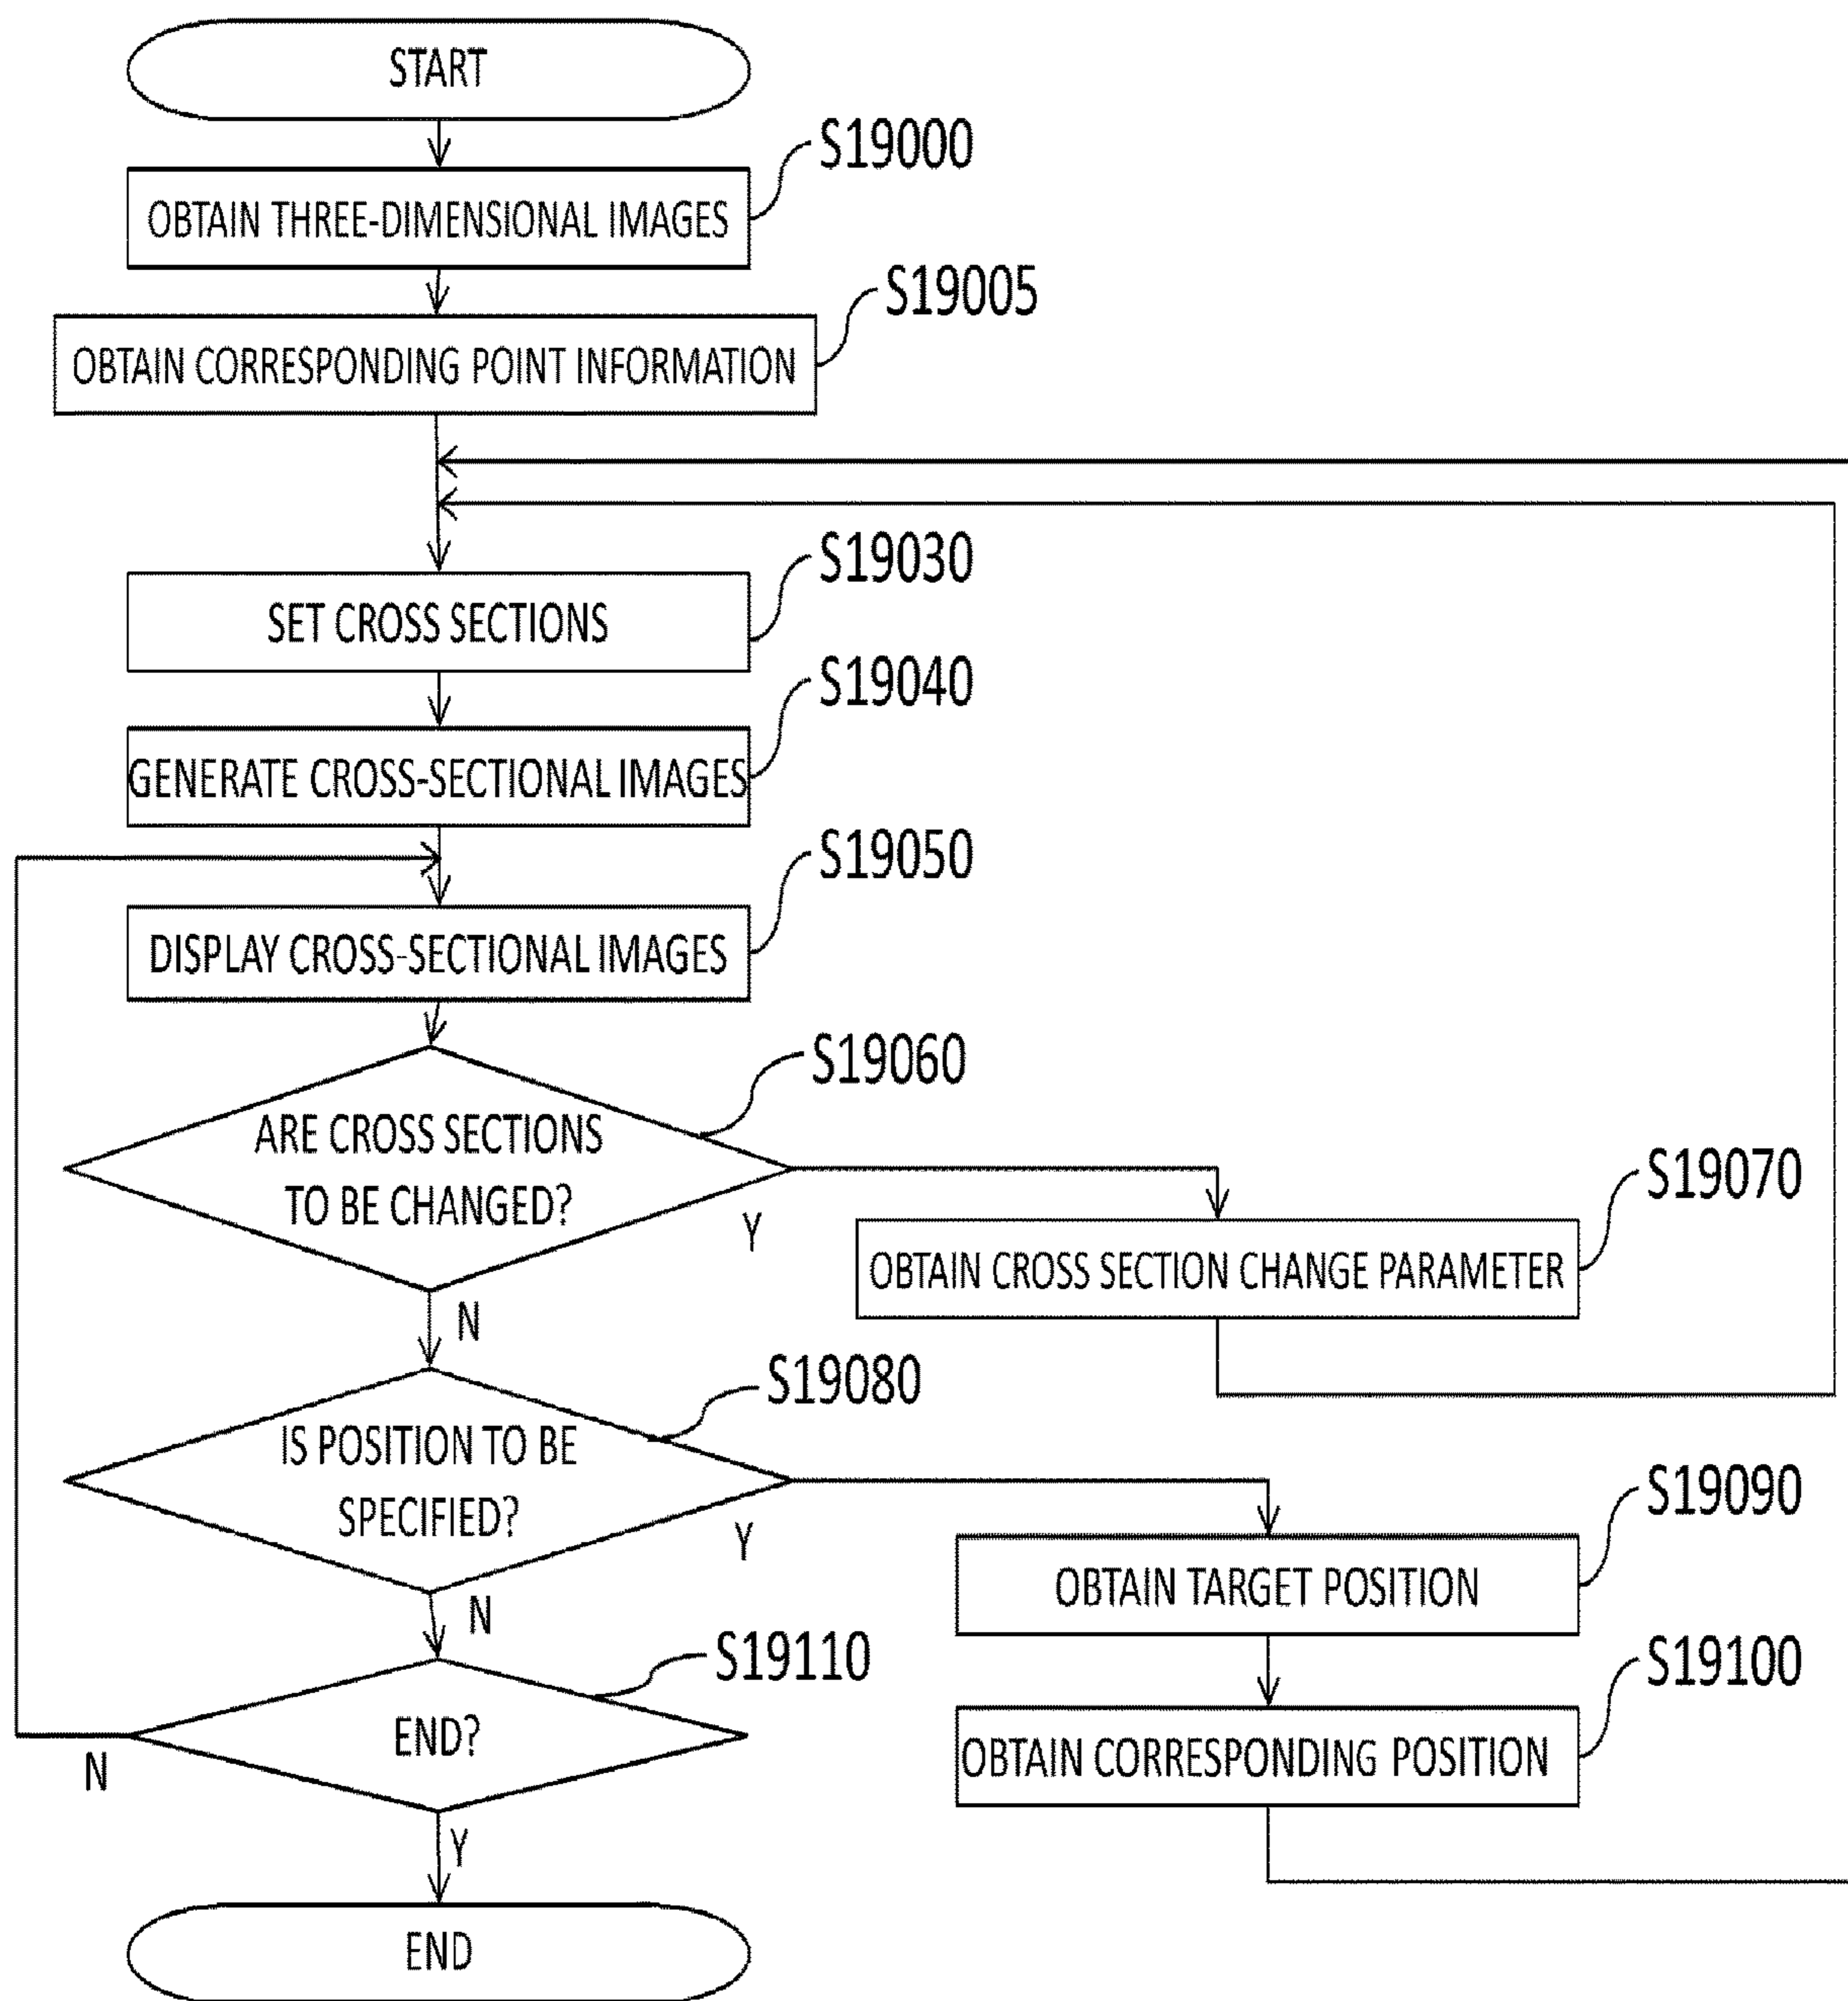 START
S19000
OBTAIN THREE-DIMENSIONAL IMAGES
S19005
OBTAIN CORRESPONDING POINT INFORMATION
S19030
SET CROSS SECTIONS
S19040
GENERATE CROSS-SECTIONAL IMAGES
S19050
DISPLAY CROSS-SECTIONAL IMAGES
S19060
ARE CROSS SECTIONS
TO BE CHANGED?
Y
S19070
OBTAIN CROSS SECTION CHANGE PARAMETER
N
S19080
IS POSITION TO BE
SPECIFIED?
Y
S19090
OBTAIN TARGET POSITION
N
S19110
S19100
END?
OBTAIN CORRESPONDING POSITION
N
Y
END